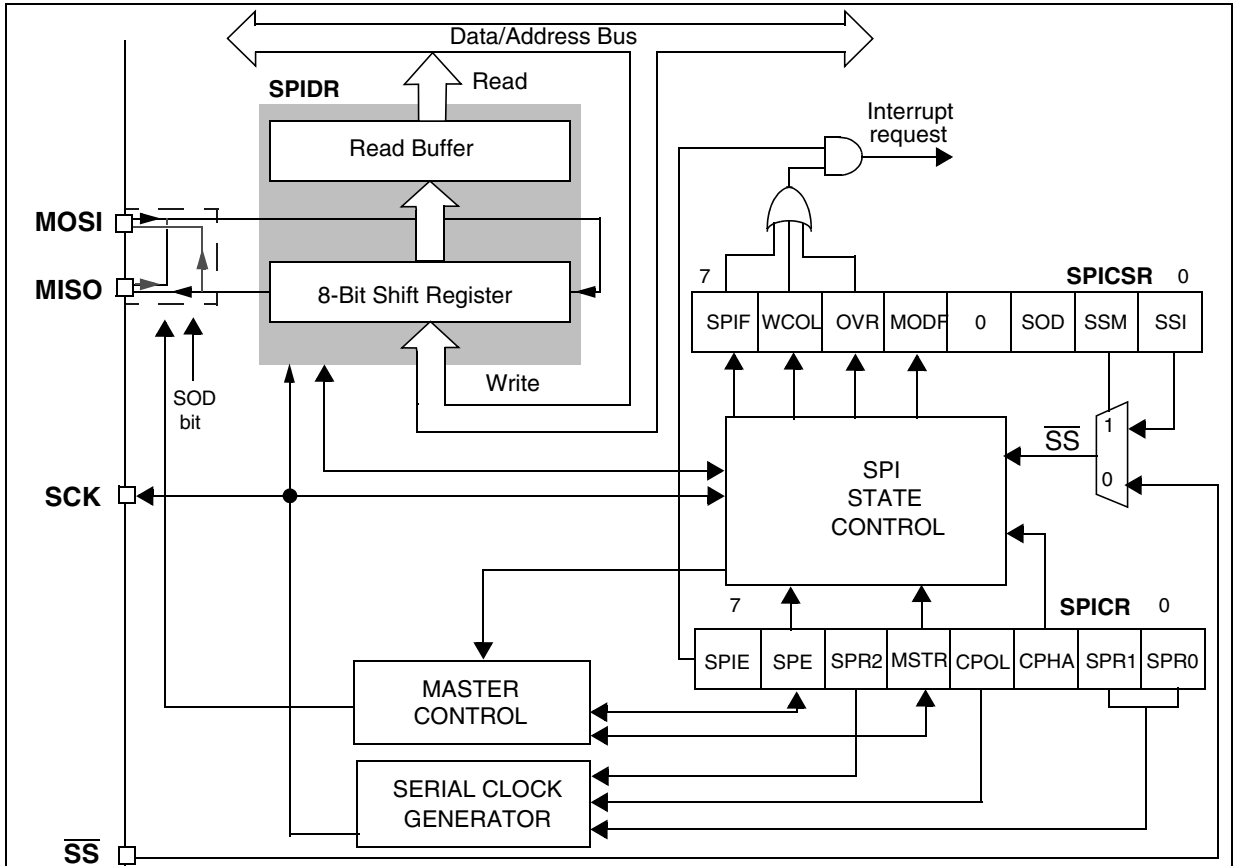 Data/Address Bus
SPIDR
Read
Read Buffer
Interrupt
request
MOSI
MISO
8-Bit Shift Register
7
SPICSR
0
SPIF
WCOL
OVR
MODF
0
SOD
SSM
SSI
Write
SOD
bit
SS
1
0
SCK
SPI
STATE
CONTROL
7
SPICR
0
SPIE
SPE
SPR2
MSTR
CPOL
CPHA
SPR1
SPR0
MASTER
CONTROL
SERIAL CLOCK
GENERATOR
SS